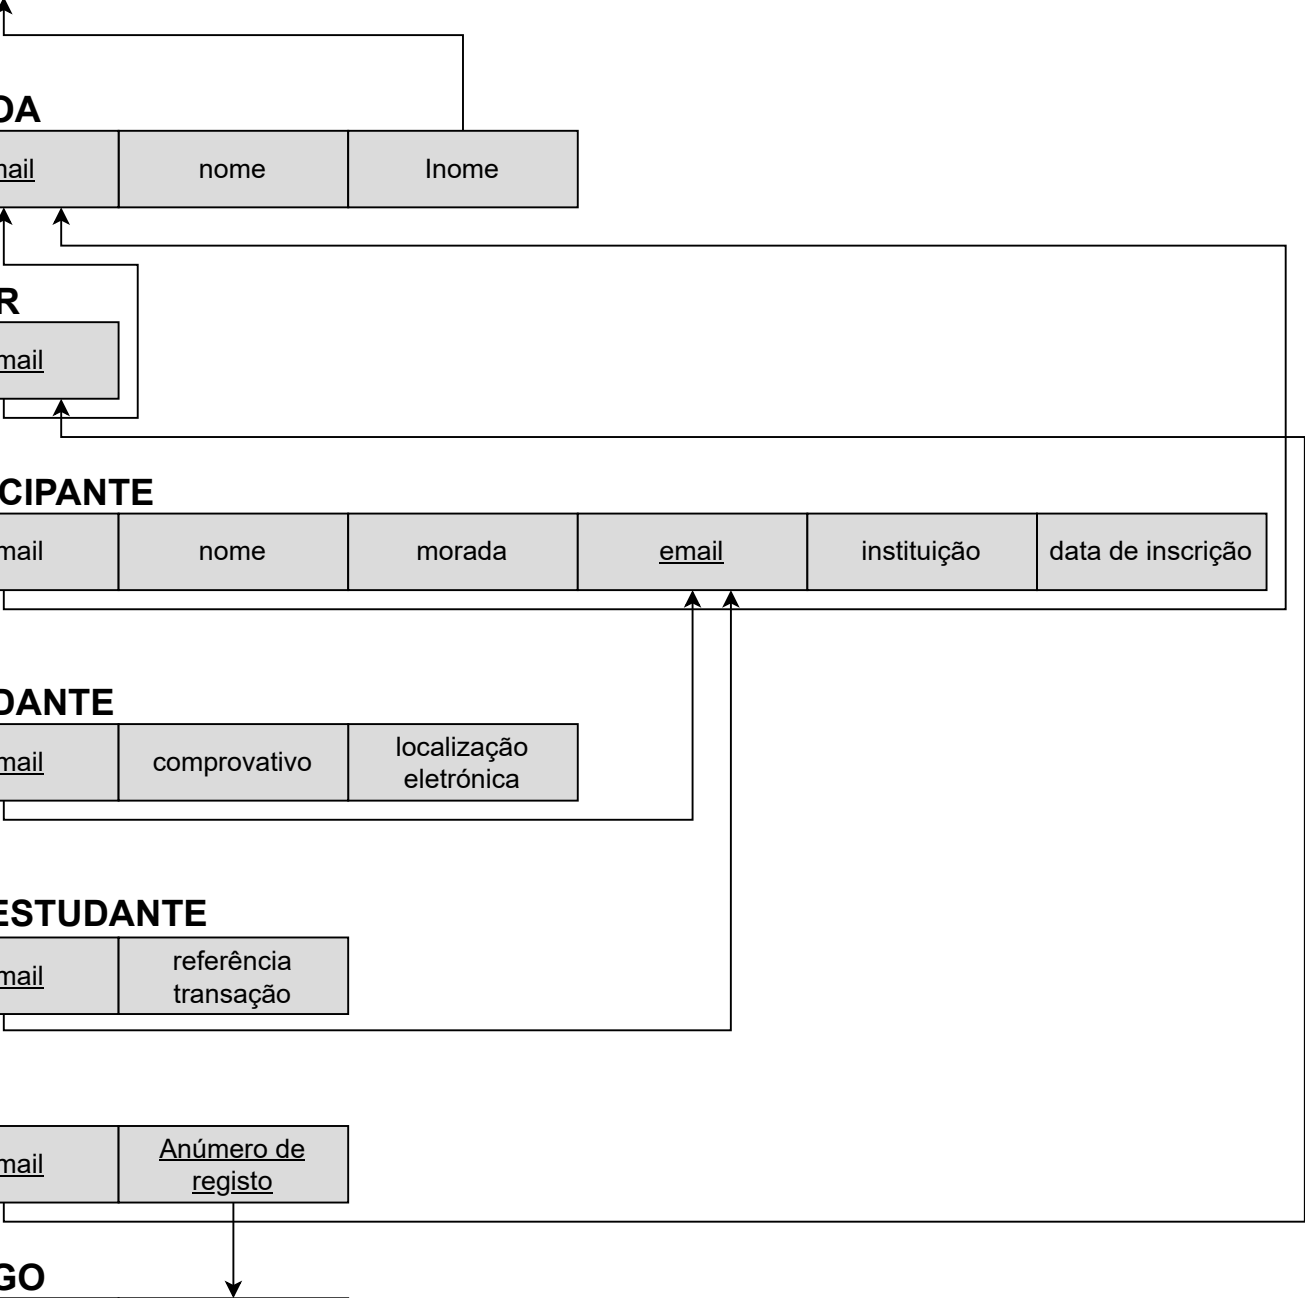 DA
mail nome Inome
R
mail
CIPANTE
mail nome morada email instituição data de inscrição
DANTE
mail comprovativo localização
eletrónica
ESTUDANTE
mail referência
transação
mail Anúmero de
registo
GO